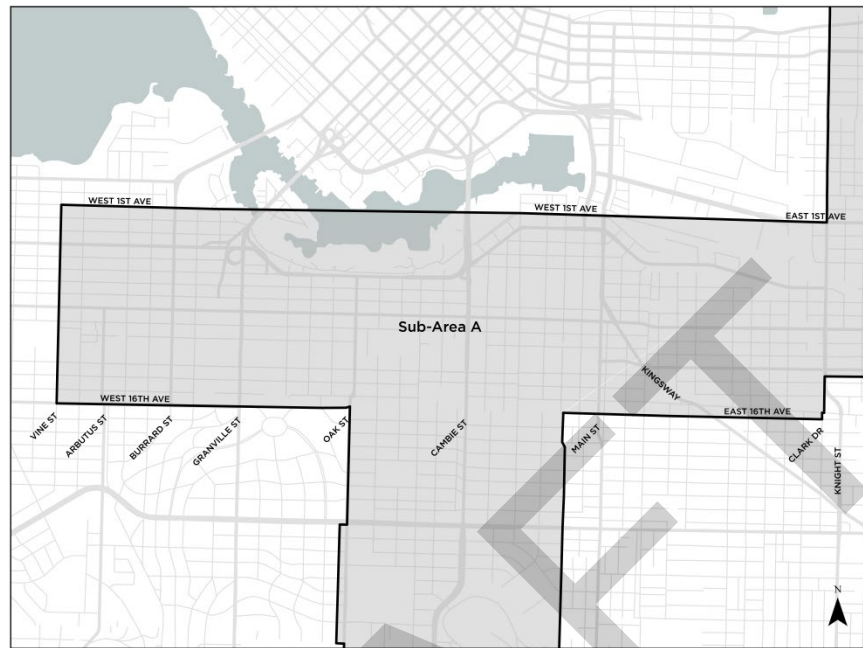 WEST 1ST AVE
WEST 1ST AVE
EAST 1ST AVE
Sub-Area A
KINGSWAY
WEST 16TH AVE
EAST 16TH AVE
VINE ST
ARBUTUS ST
BURRARD ST
GRANVILLE ST
OAK ST
CAMBIE ST
MAIN ST
CLARK DR
KNIGHT ST
N